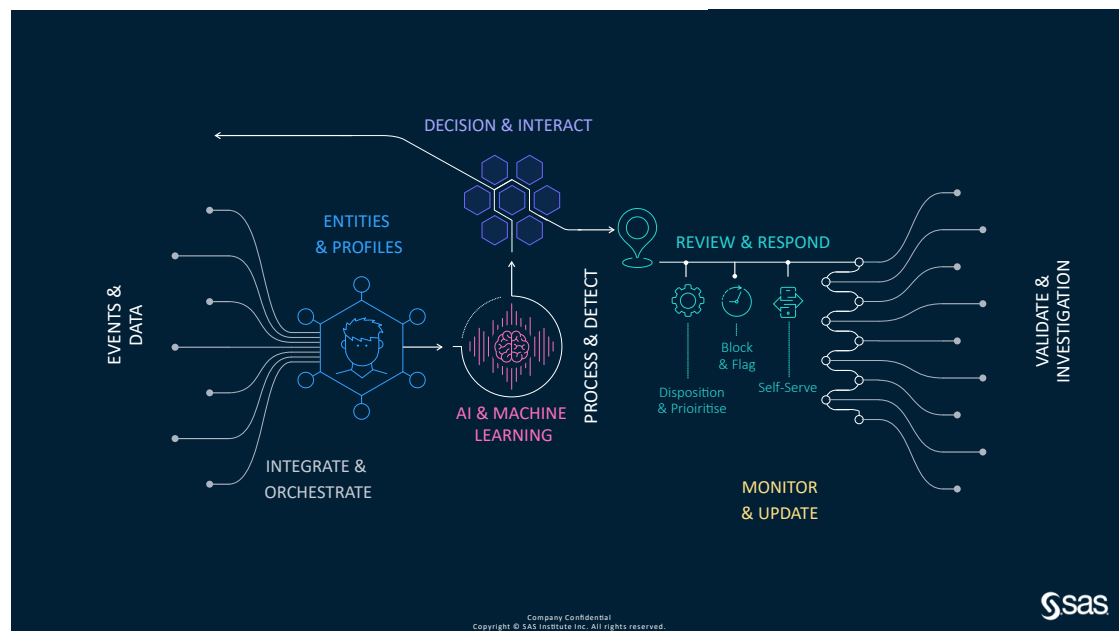 DECISION & INTERACT
ENTITIES
& PROFILES
REVIEW & RESPOND
EVENTS &
DATA
PROCESS & DETECT
VALIDATE &
INVESTIGATION
Block
& Flag
Self-Serve
Disposition
& Prioiritise
AI & MACHINE
LEARNING
INTEGRATE &
ORCHESTRATE
MONITOR
& UPDATE
sas
Company Confidential
Copyright © SAS Institute Inc. All rights reserved.